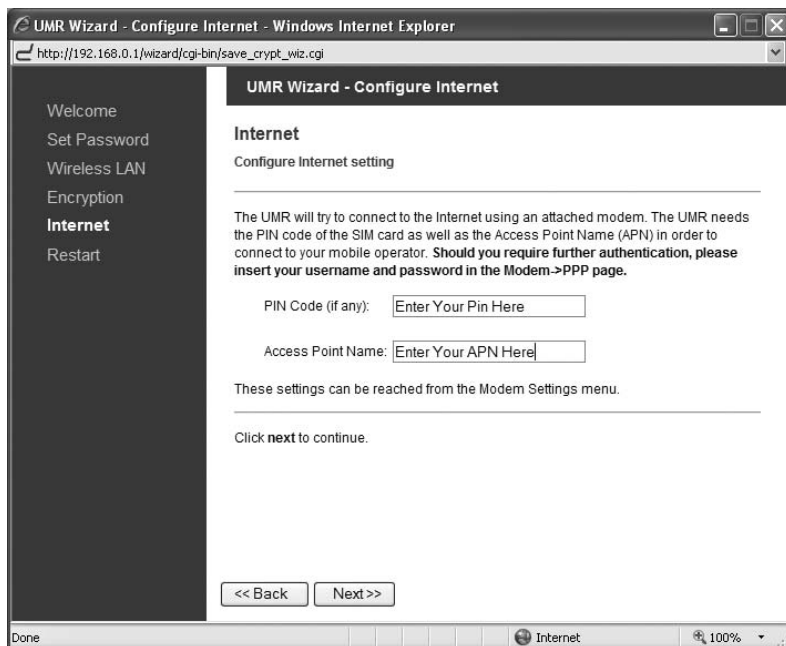 UMR Wizard - Configure Internet - Windows Internet Explorer
http://192.168.0.1/wizard/cgi-bin/save_crypt_wiz.cgi
UMR Wizard - Configure Internet
Welcome
Set Password
Wireless LAN
Encryption
Internet
Restart
Internet
Configure Internet setting
The UMR will try to connect to the Internet using an attached modem. The UMR needs
the PIN code of the SIM card as well as the Access Point Name (APN) in order to
connect to your mobile operator. Should you require further authentication, please
insert your username and password in the Modem->PPP page.
PIN Code (if any): Enter Your Pin Here
Access Point Name: Enter Your APN Here
These settings can be reached from the Modem Settings menu.
Click next to continue.
<< Back Next >>
Done Internet 100%